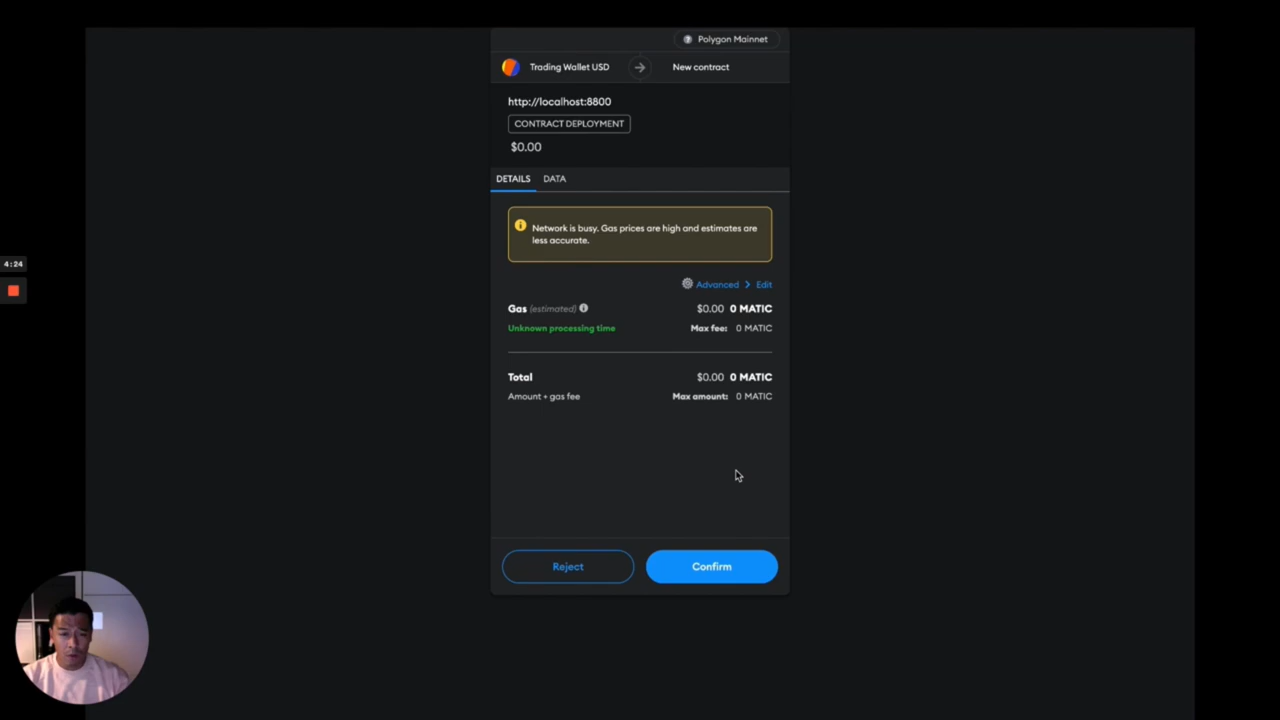 Polygon Mainnet
Trading Wallet USD
New contract
http://localhost:8800
CONTRACT DEPLOYMENT
$0.00
DETAILS DATA
Network is busy. Gas prices are high and estimates are
less accurate.
Advanced > Edit
Gas (estimated) $0.00 0 MATIC
Unknown processing time Max fee: 0 MATIC
Total $0.00 0 MATIC
Amount + gas fee Max amount: 0 MATIC
Reject Confirm
4:24